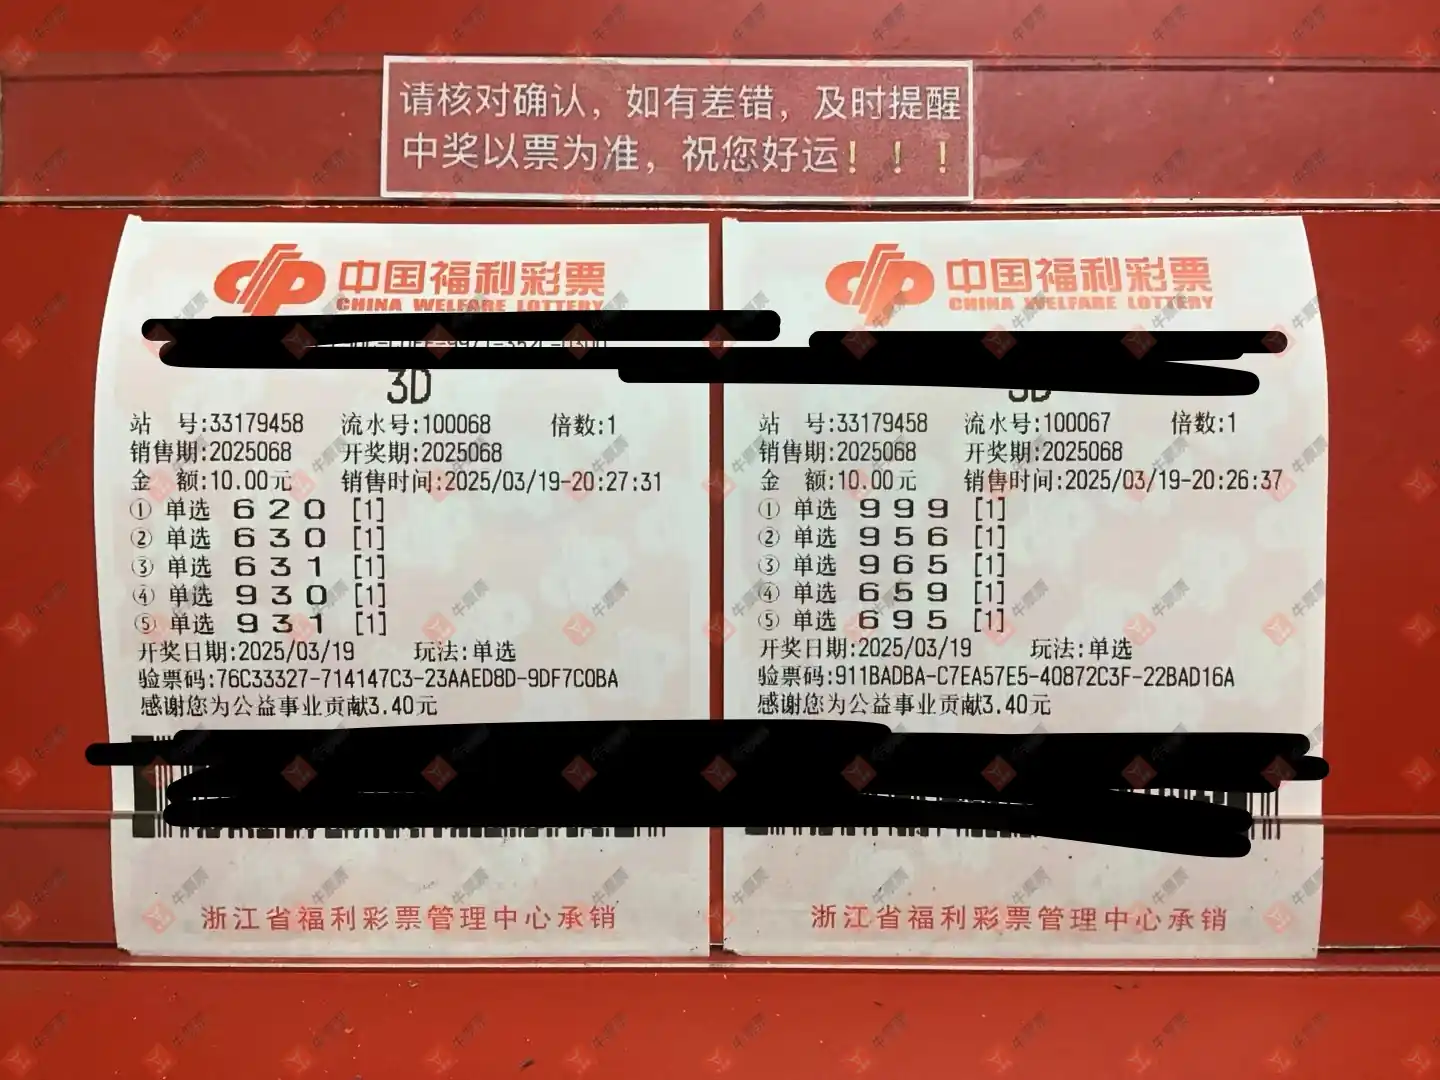 请核对确认，如有差错，及时提醒
中奖以票为准，祝您好运！！！
中国福利彩票
CHINA WELFARE LOTTERY
3D
站 号:33179458 流水号:100068 倍数:1
销售期:2025068 开奖期:2025068
金 额:10.00元 销售时间:2025/03/19-20:27:31
① 单选 6 2 0 [1]
② 单选 6 3 0 [1]
③ 单选 6 3 1 [1]
④ 单选 9 3 0 [1]
⑤ 单选 9 3 1 [1]
开奖日期:2025/03/19 玩法:单选
验票码:76C33327-714147C3-23AAED8D-9DF7C0BA
感谢您为公益事业贡献3.40元
浙江省福利彩票管理中心承销
中国福利彩票
CHINA WELFARE LOTTERY
3D
站 号:33179458 流水号:100067 倍数:1
销售期:2025068 开奖期:2025068
金 额:10.00元 销售时间:2025/03/19-20:26:37
① 单选 9 9 9 [1]
② 单选 9 5 6 [1]
③ 单选 9 6 5 [1]
④ 单选 6 5 9 [1]
⑤ 单选 6 9 5 [1]
开奖日期:2025/03/19 玩法:单选
验票码:911BADBA-C7EA57E5-40872C3F-22BAD16A
感谢您为公益事业贡献3.40元
浙江省福利彩票管理中心承销